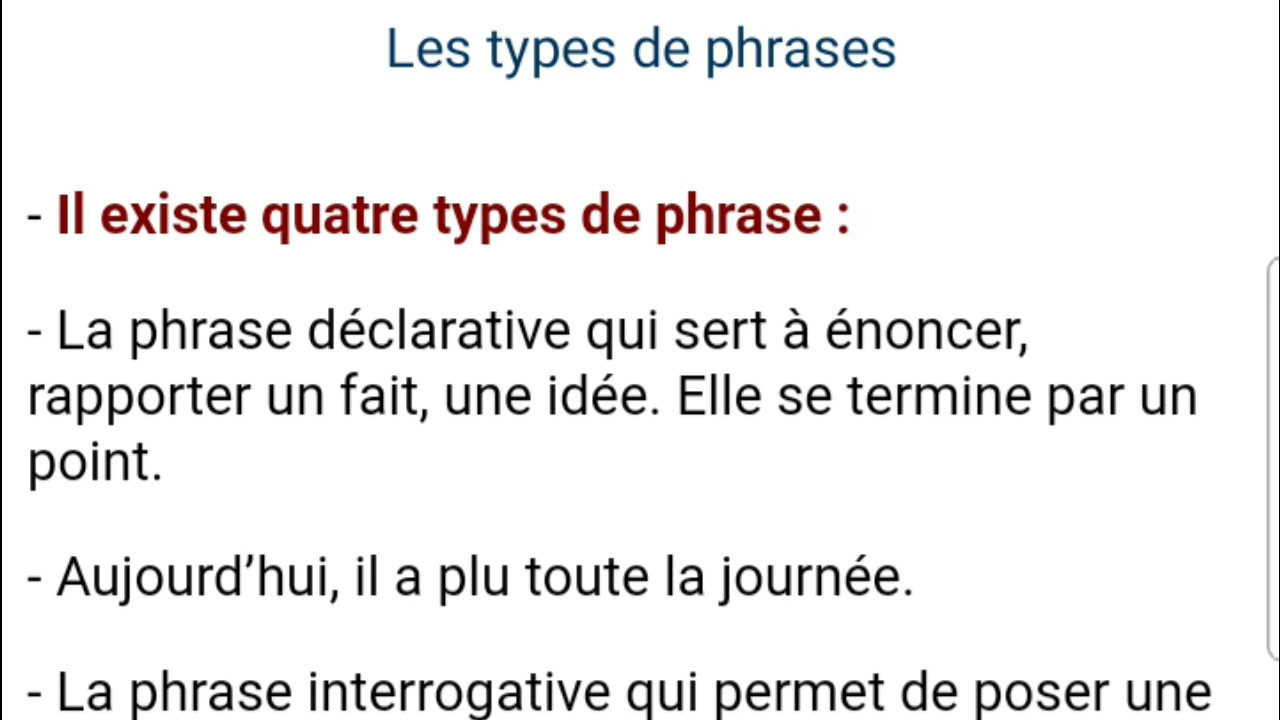 Les types de phrases
- Il existe quatre types de phrase :
- La phrase déclarative qui sert à énoncer,
rapporter un fait, une idée. Elle se termine par un
point.
- Aujourd’hui, il a plu toute la journée.
- La phrase interrogative qui permet de poser une